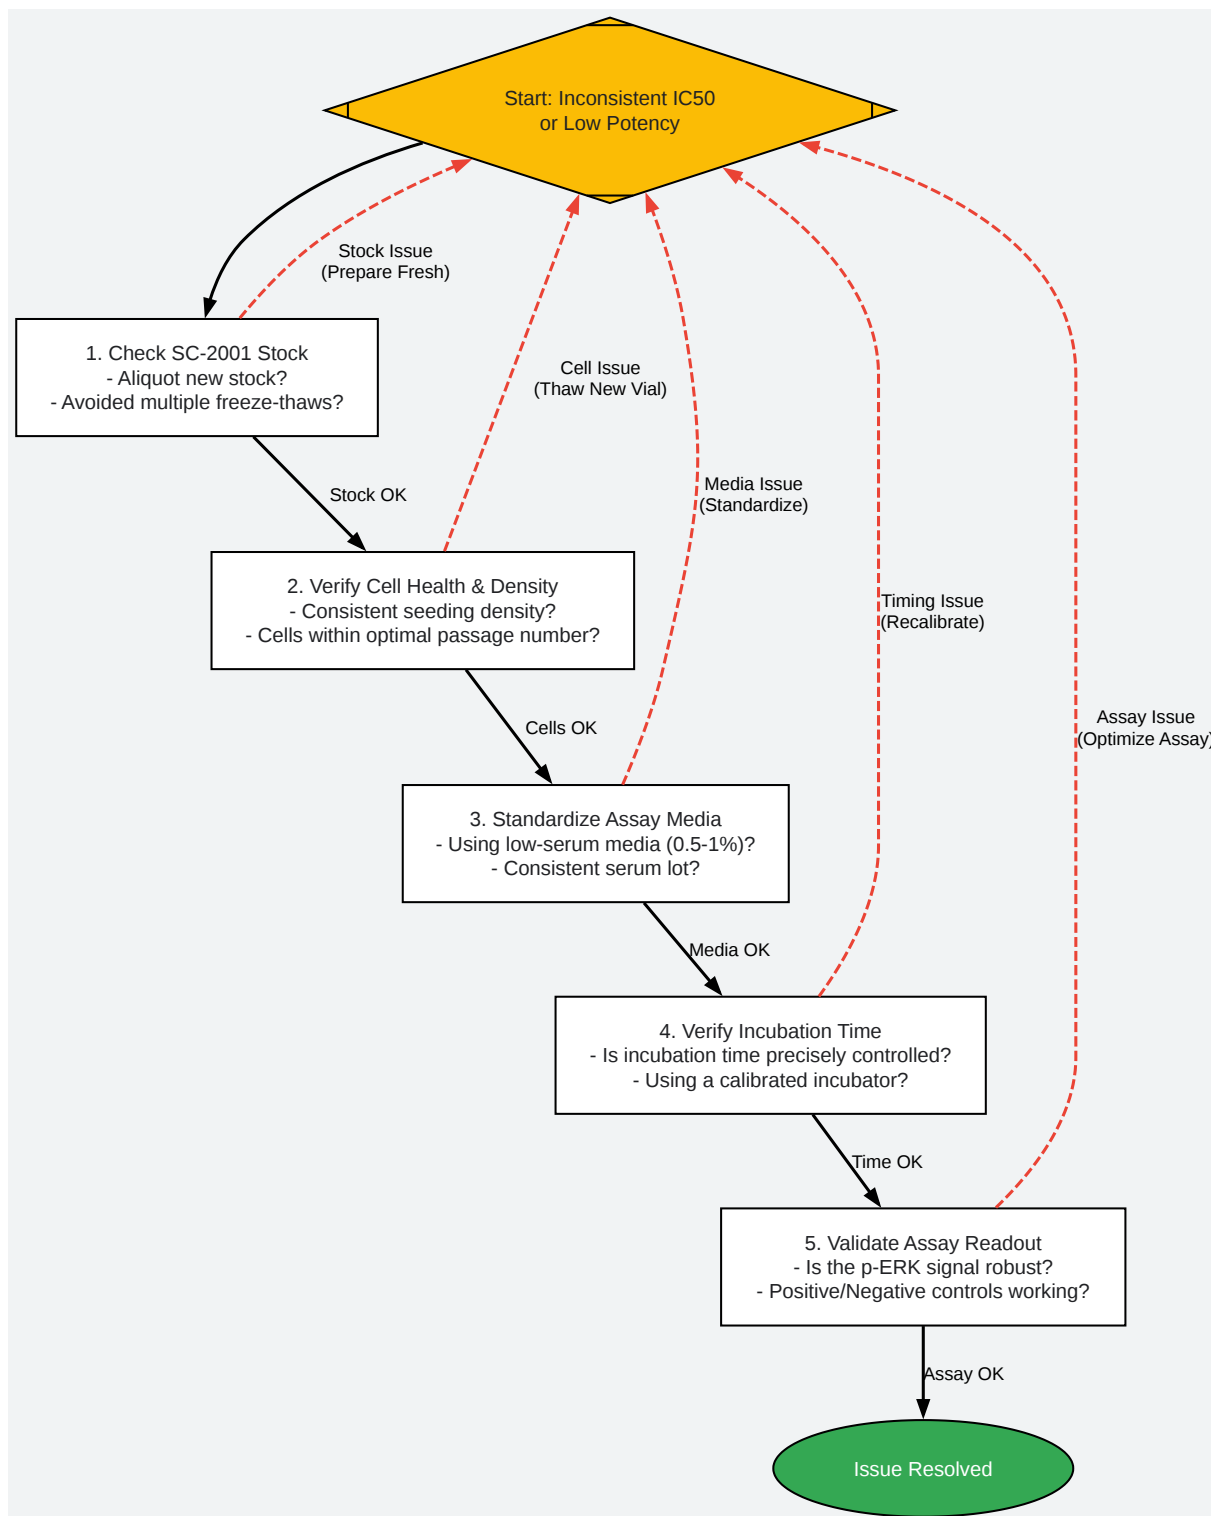 Start: Inconsistent IC50
or Low Potency
Stock Issue
(Prepare Fresh)
1. Check SC-2001 Stock
- Aliquot new stock?
- Avoided multiple freeze-thaws?
Cell Issue
(Thaw New Vial)
Stock OK
Media Issue
(Standardize)
2. Verify Cell Health & Density
- Consistent seeding density?
- Cells within optimal passage number?
Timing Issue
(Recalibrate)
Cells OK
Assay Issue
(Optimize Assay)
3. Standardize Assay Media
- Using low-serum media (0.5-1%)?
- Consistent serum lot?
Media OK
4. Verify Incubation Time
- Is incubation time precisely controlled?
- Using a calibrated incubator?
Time OK
5. Validate Assay Readout
- Is the p-ERK signal robust?
- Positive/Negative controls working?
Assay OK
Issue Resolved